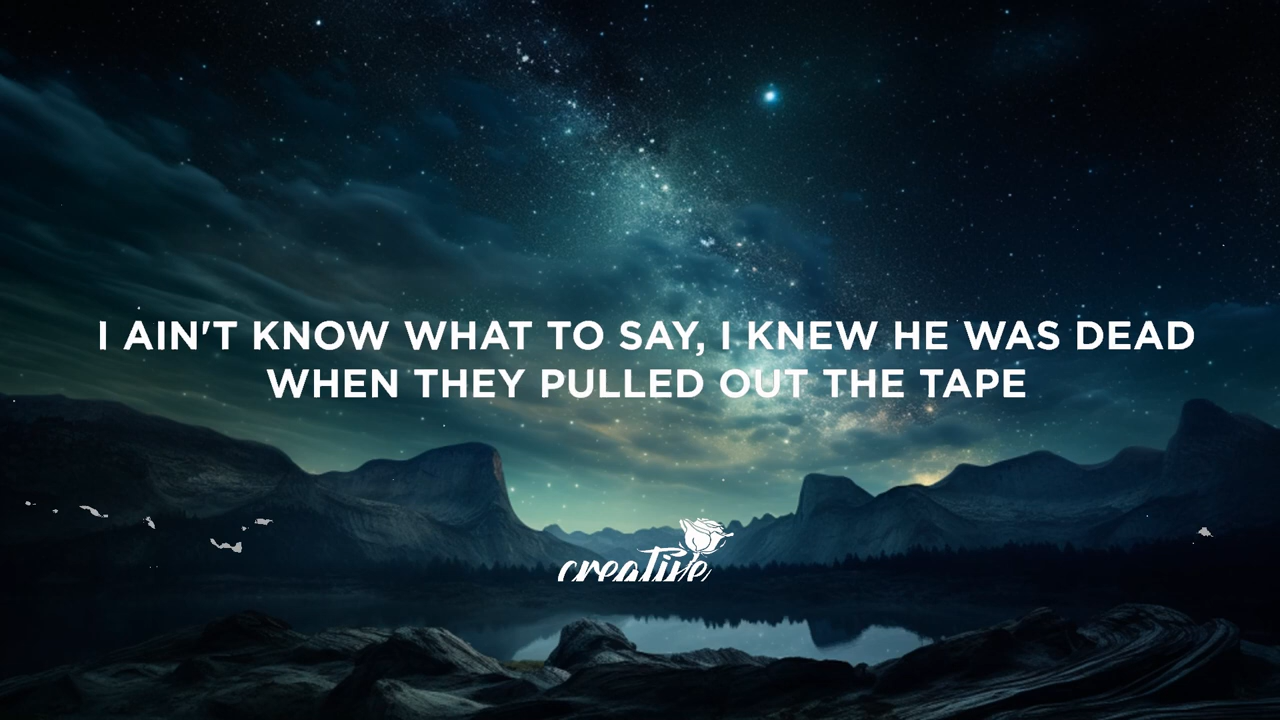 I AIN'T KNOW WHAT TO SAY, I KNEW HE WAS DEAD
WHEN THEY PULLED OUT THE TAPE
creative